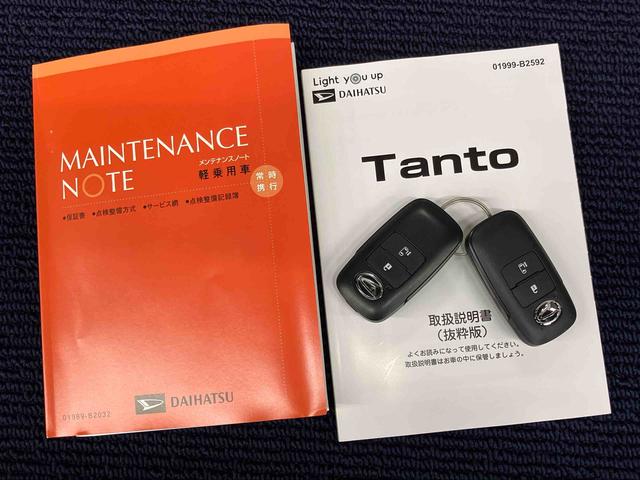 MAINTENANCE
NOTE
メンテナンスノート
軽乗用車
常時
携行
●保証書 ●点検整備方式 ●サービス網 ●点検整備記録簿
DAIHATSU
01989-B2032
01999-B2592
Light you up
DAIHATSU
Tanto
取扱説明書
(抜粋版)
よくお読みになって使用してください。
取扱説明書はお車の中に保管しましょう。